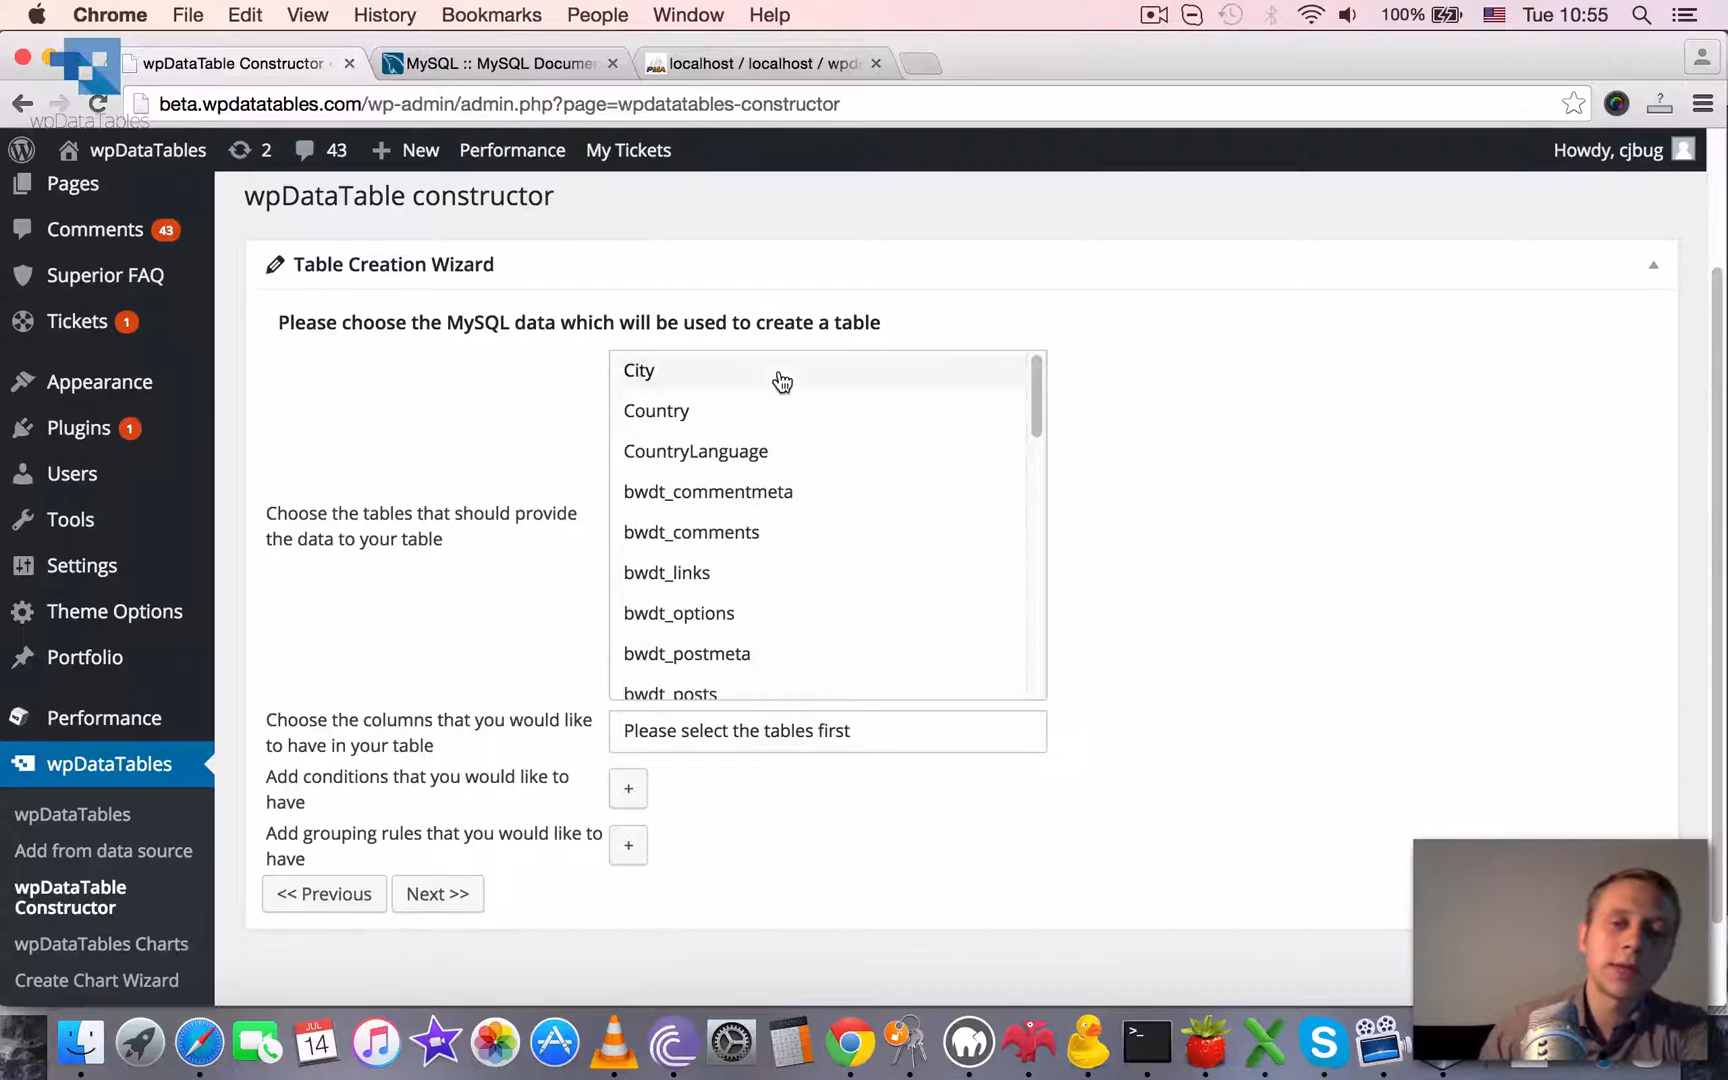 Chrome File Edit View History Bookmarks People Window Help 100% Tue 10:55
wpDataTable Constructor MySQL :: MySQL Documen localhost / localhost / wpd
beta.wpdatatables.com/wp-admin/admin.php?page=wpdatatables-constructor
wpDataTables
wpDataTables 2 43 New Performance My Tickets Howdy, cjbug
Pages
Comments 43
Superior FAQ
Tickets 1
Appearance
Plugins 1
Users
Tools
Settings
Theme Options
Portfolio
Performance
wpDataTables
wpDataTables
Add from data source
wpDataTable
Constructor
wpDataTables Charts
Create Chart Wizard
wpDataTable constructor
Table Creation Wizard
Please choose the MySQL data which will be used to create a table
Choose the tables that should provide
the data to your table
City
Country
CountryLanguage
bwdt_commentmeta
bwdt_comments
bwdt_links
bwdt_options
bwdt_postmeta
bwdt_posts
Choose the columns that you would like
to have in your table
Please select the tables first
Add conditions that you would like to
have
+
Add grouping rules that you would like to
have
+
<< Previous Next >>
JUL
14